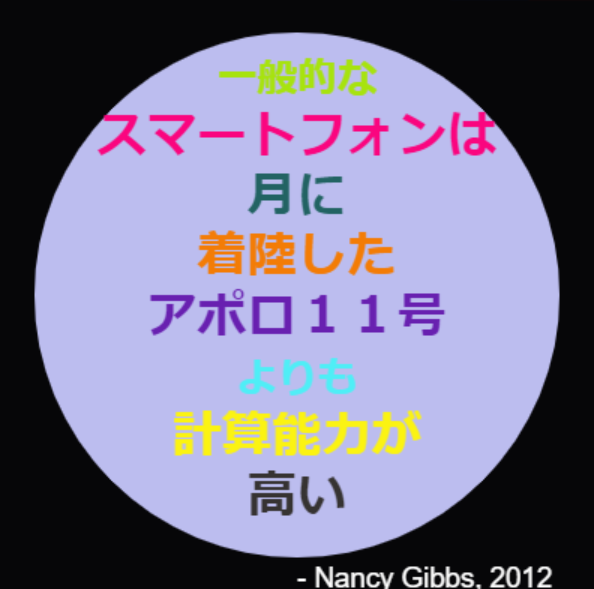 一般的な
スマートフォンは
月に
着陸した
アポロ１１号
よりも
計算能力が
高い
- Nancy Gibbs, 2012